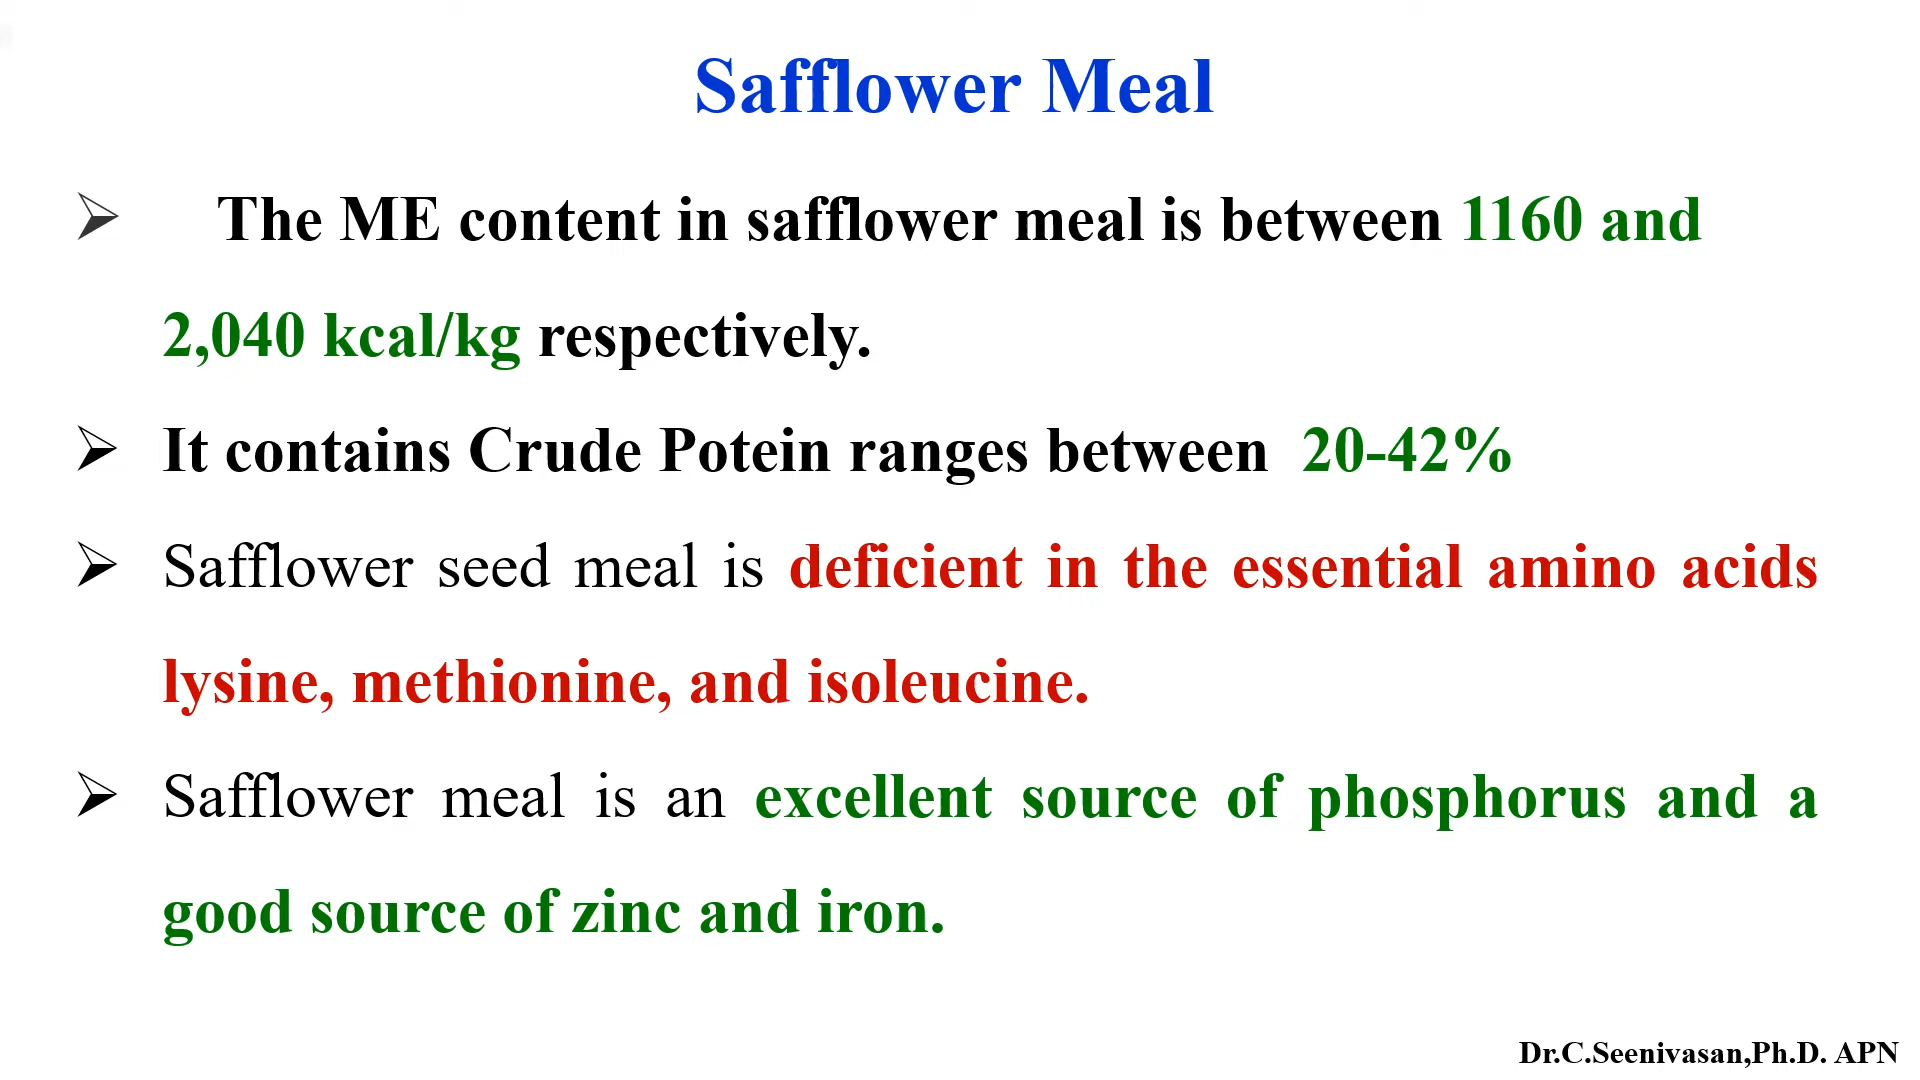 Safflower Meal
➢ The ME content in safflower meal is between 1160 and
2,040 kcal/kg respectively.
➢ It contains Crude Potein ranges between 20-42%
➢ Safflower seed meal is deficient in the essential amino acids
lysine, methionine, and isoleucine.
➢ Safflower meal is an excellent source of phosphorus and a
good source of zinc and iron.
Dr.C.Seenivasan,Ph.D. APN